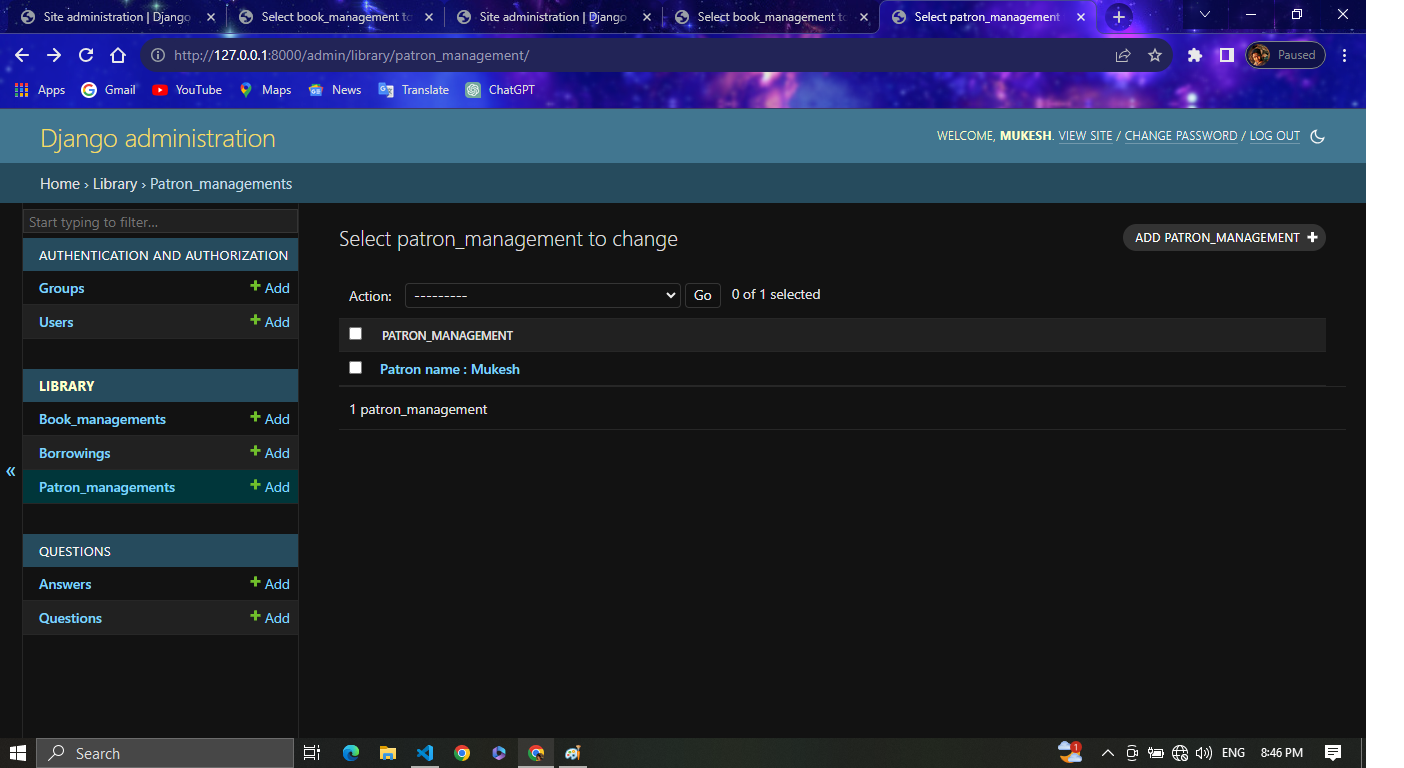 Site administration | Django
Select book_management to
Site administration | Django
Select book_management to
Select patron_management
http://127.0.0.1:8000/admin/library/patron_management/
Paused
Apps
Gmail
YouTube
Maps
News
Translate
ChatGPT
Django administration
WELCOME, MUKESH. VIEW SITE / CHANGE PASSWORD / LOG OUT
Home › Library › Patron_managements
Start typing to filter...
AUTHENTICATION AND AUTHORIZATION
Groups
Add
Users
Add
LIBRARY
Book_managements
Add
Borrowings
Add
Patron_managements
Add
QUESTIONS
Answers
Add
Questions
Add
«
Select patron_management to change
ADD PATRON_MANAGEMENT
Action:
---------
Go
0 of 1 selected
PATRON_MANAGEMENT
Patron name : Mukesh
1 patron_management
Search
1
ENG
8:46 PM